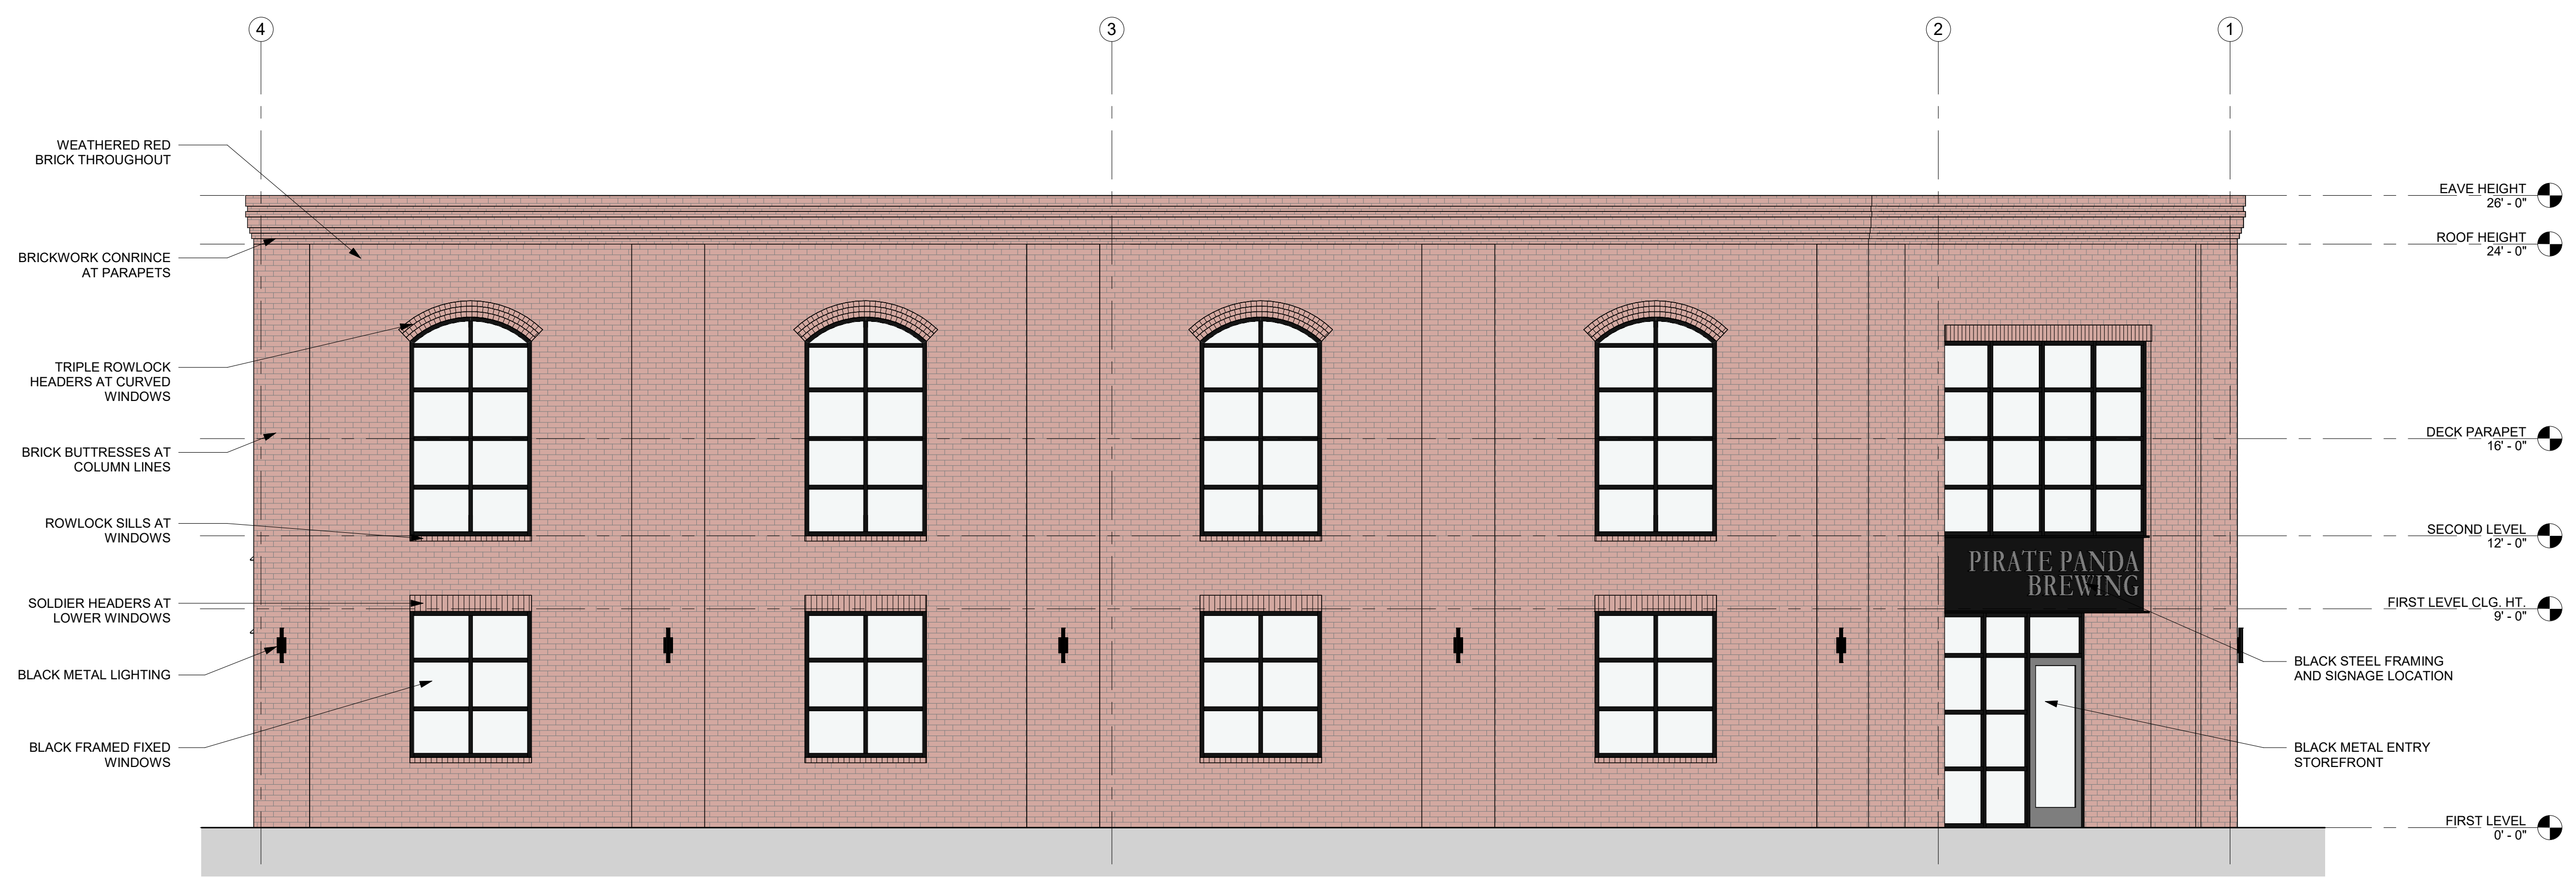 4
3
2
1
WEATHERED RED
BRICK THROUGHOUT
BRICKWORK CONRINCE
AT PARAPETS
TRIPLE ROWLOCK
HEADERS AT CURVED
WINDOWS
BRICK BUTTRESSES AT
COLUMN LINES
ROWLOCK SILLS AT
WINDOWS
SOLDIER HEADERS AT
LOWER WINDOWS
BLACK METAL LIGHTING
BLACK FRAMED FIXED
WINDOWS
PIRATE PANDA
BREWING
EAVE HEIGHT
26' - 0"
ROOF HEIGHT
24' - 0"
DECK PARAPET
16' - 0"
SECOND LEVEL
12' - 0"
FIRST LEVEL CLG. HT.
9' - 0"
BLACK STEEL FRAMING
AND SIGNAGE LOCATION
BLACK METAL ENTRY
STOREFRONT
FIRST LEVEL
0' - 0"